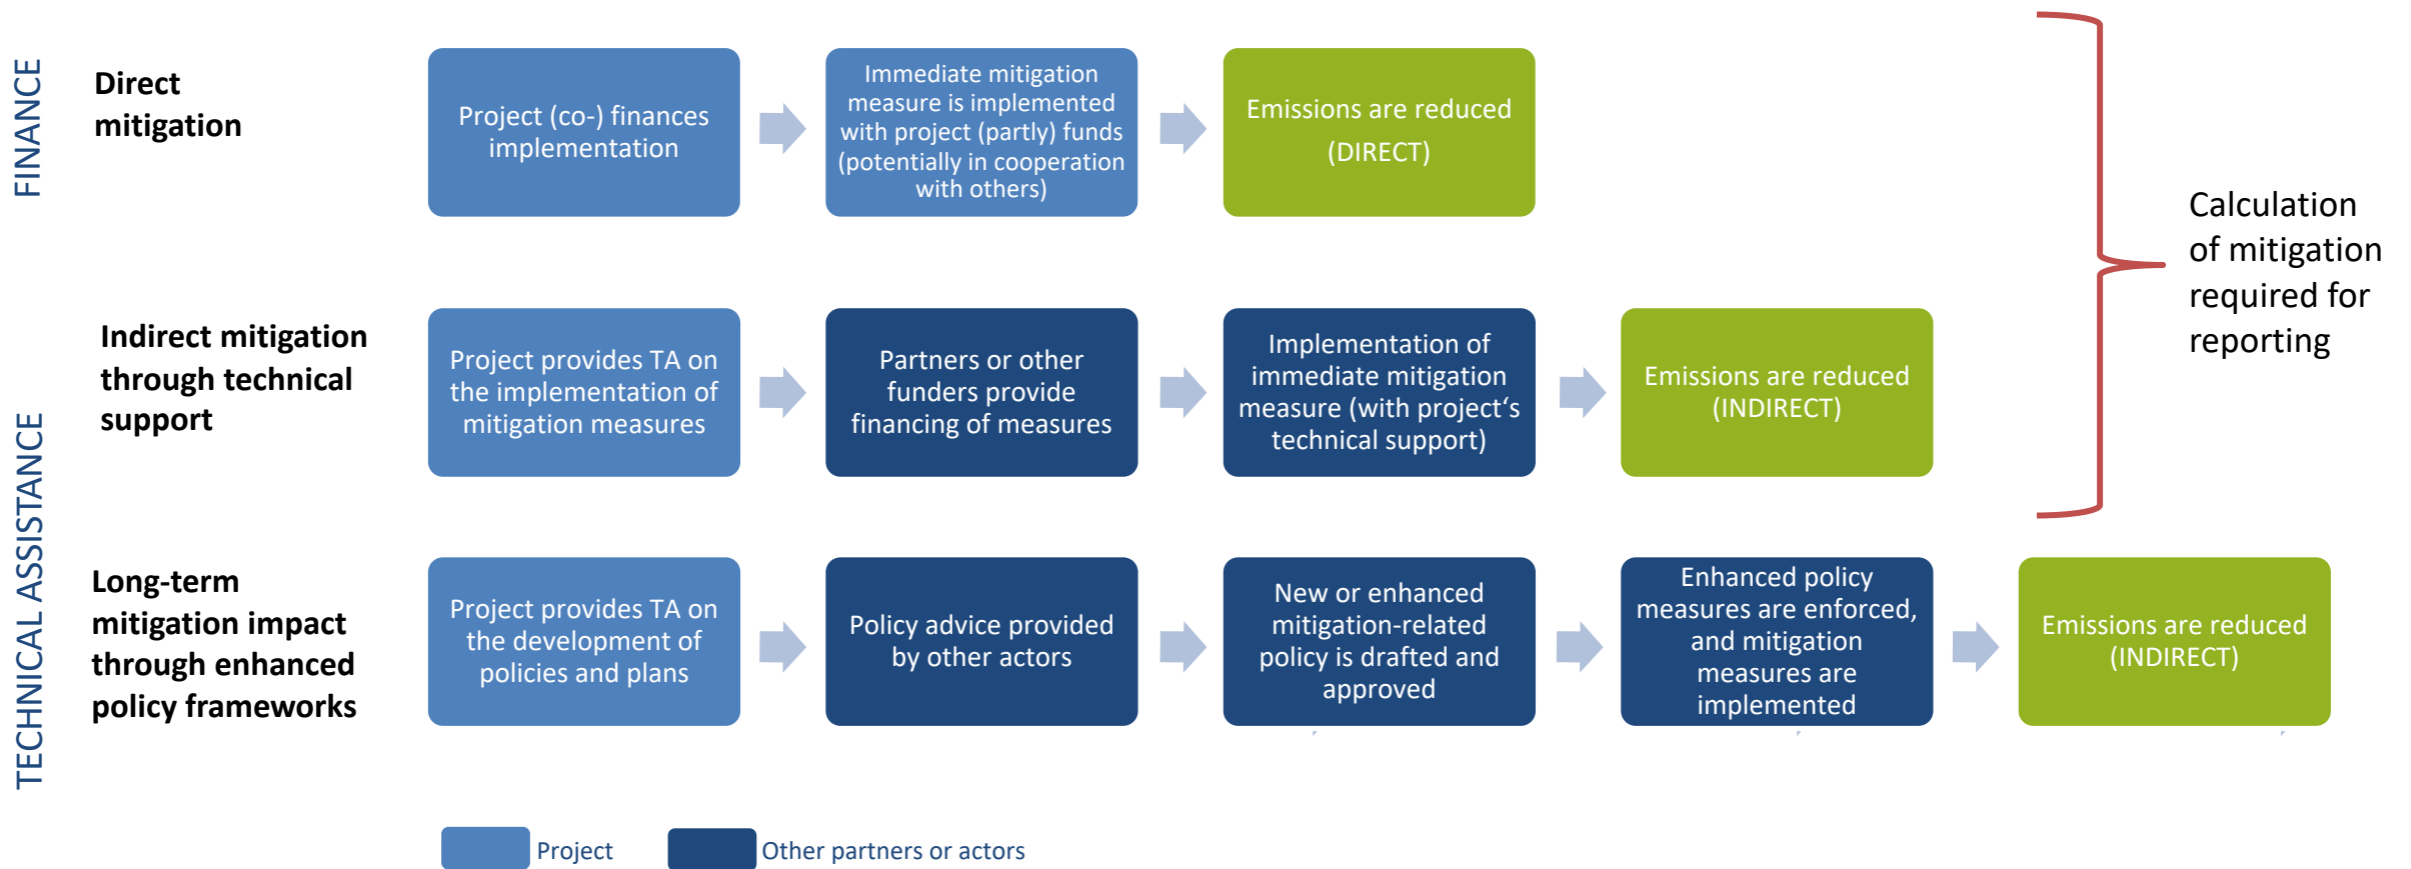 FINANCE
Direct
mitigation
Project (co-) finances
implementation
Immediate mitigation
measure is implemented
with project (partly) funds
(potentially in cooperation
with others)
Emissions are reduced
(DIRECT)
Calculation
of mitigation
required for
reporting
TECHNICAL ASSISTANCE
Indirect mitigation
through technical
support
Project provides TA on
the implementation of
mitigation measures
Partners or other
funders provide
financing of measures
Implementation of
immediate mitigation
measure (with project‘s
technical support)
Emissions are reduced
(INDIRECT)
Long-term
mitigation impact
through enhanced
policy frameworks
Project provides TA on
the development of
policies and plans
Policy advice provided
by other actors
New or enhanced
mitigation-related
policy is drafted and
approved
Enhanced policy
measures are enforced,
and mitigation
measures are
implemented
Emissions are reduced
(INDIRECT)
Project
Other partners or actors